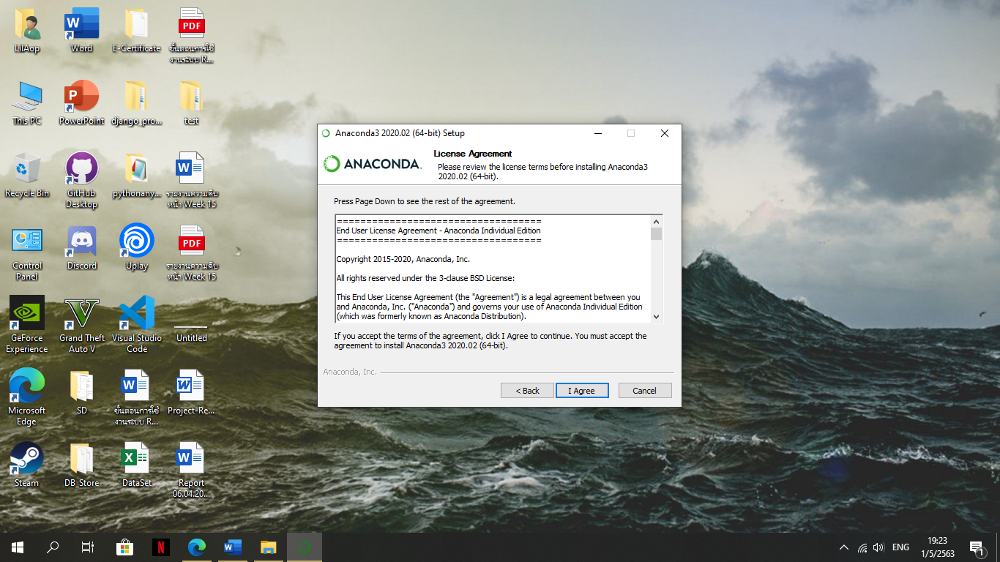 LilAop
Word
E-Certificate
ขั้นตอนการใช้
งานระบบ R...
This PC
PowerPoint
django_pro...
test
Recycle Bin
GitHub
Desktop
pythonany...
รายงานความคืบ
หน้า Week 15
Control
Panel
Discord
Uplay
รายงานความคืบ
หน้า Week 15
GeForce
Experience
Grand Theft
Auto V
Visual Studio
Code
Untitled
Microsoft
Edge
SD
ขั้นตอนการใช้
งานระบบ R...
Project-Re...
Steam
DB_Store
DataSet
Report
06.04.20...
PDF
PDF
Anaconda3 2020.02 (64-bit) Setup
ANACONDA.
License Agreement
Please review the license terms before installing Anaconda3
2020.02 (64-bit).
Press Page Down to see the rest of the agreement.
===================================
End User License Agreement - Anaconda Individual Edition
===================================
Copyright 2015-2020, Anaconda, Inc.
All rights reserved under the 3-clause BSD License:
This End User License Agreement (the "Agreement") is a legal agreement between you
and Anaconda, Inc. ("Anaconda") and governs your use of Anaconda Individual Edition
(which was formerly known as Anaconda Distribution).
If you accept the terms of the agreement, click I Agree to continue. You must accept the
agreement to install Anaconda3 2020.02 (64-bit).
Anaconda, Inc.
< Back
I Agree
Cancel
ENG
19:23
1/5/2563
1